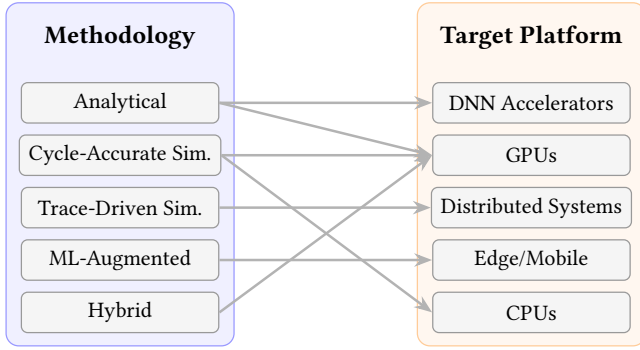 Methodology
Analytical
Cycle-Accurate Sim.
Trace-Driven Sim.
ML-Augmented
Hybrid
Target Platform
DNN Accelerators
GPUs
Distributed Systems
Edge/Mobile
CPUs